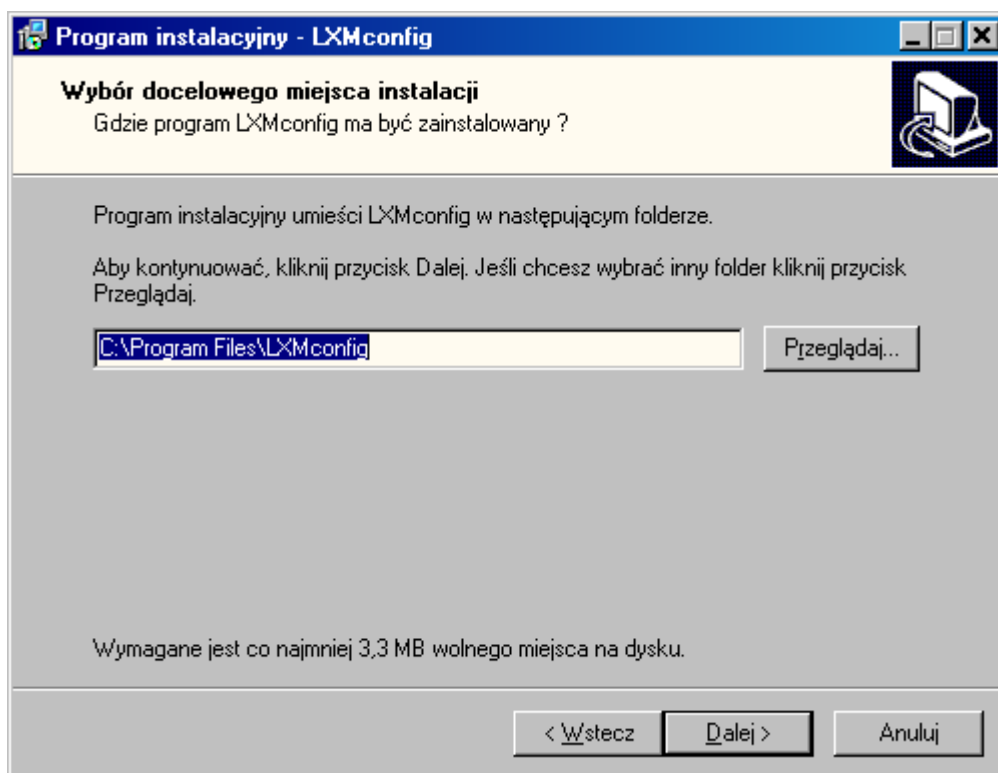 Program instalacyjny - LXMconfig
Wybór docelowego miejsca instalacji
Gdzie program LXMconfig ma być zainstalowany ?
Program instalacyjny umieści LXMconfig w następującym folderze.
Aby kontynuować, kliknij przycisk Dalej. Jeśli chcesz wybrać inny folder kliknij przycisk
Przeglądaj.
C:\Program Files\LXMconfig
Przeglądaj...
Wymagane jest co najmniej 3,3 MB wolnego miejsca na dysku.
< Wstecz
Dalej >
Anuluj